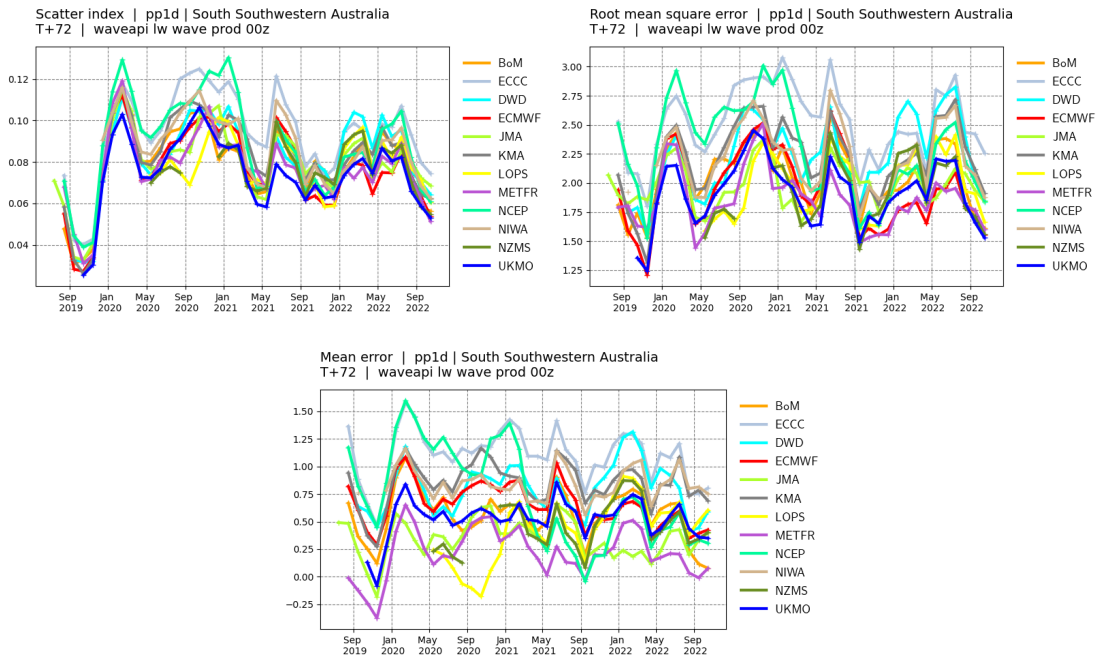 Scatter index | pp1d | South Southwestern Australia
T+72 | waveapi lw wave prod 00z
0.12
0.10
0.08
0.06
0.04
Sep 2019
Jan 2020
May 2020
Sep 2020
Jan 2021
May 2021
Sep 2021
Jan 2022
May 2022
Sep 2022
BoM
ECCC
DWD
ECMWF
JMA
KMA
LOPS
METFR
NCEP
NIWA
NZMS
UKMO
Root mean square error | pp1d | South Southwestern Australia
T+72 | waveapi lw wave prod 00z
3.00
2.75
2.50
2.25
2.00
1.75
1.50
1.25
Sep 2019
Jan 2020
May 2020
Sep 2020
Jan 2021
May 2021
Sep 2021
Jan 2022
May 2022
Sep 2022
BoM
ECCC
DWD
ECMWF
JMA
KMA
LOPS
METFR
NCEP
NIWA
NZMS
UKMO
Mean error | pp1d | South Southwestern Australia
T+72 | waveapi lw wave prod 00z
1.50
1.25
1.00
0.75
0.50
0.25
0.00
−0.25
Sep 2019
Jan 2020
May 2020
Sep 2020
Jan 2021
May 2021
Sep 2021
Jan 2022
May 2022
Sep 2022
BoM
ECCC
DWD
ECMWF
JMA
KMA
LOPS
METFR
NCEP
NIWA
NZMS
UKMO